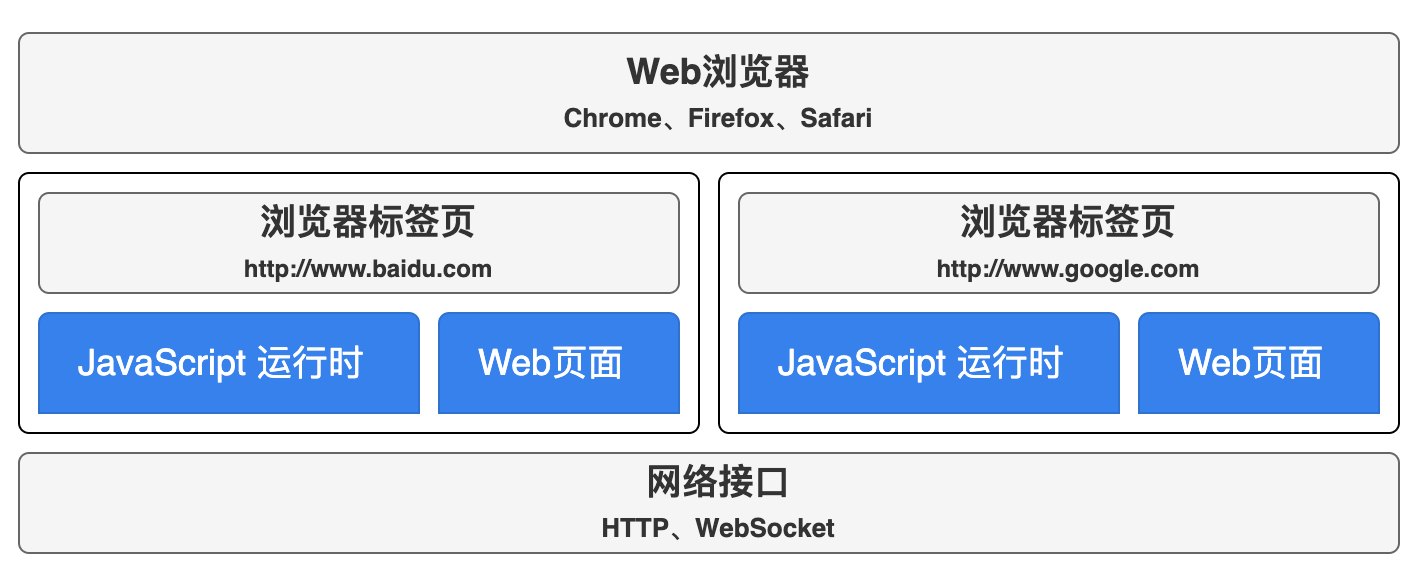 Web浏览器
Chrome、Firefox、Safari
浏览器标签页
http://www.baidu.com
JavaScript 运行时
Web页面
浏览器标签页
http://www.google.com
JavaScript 运行时
Web页面
网络接口
HTTP、WebSocket